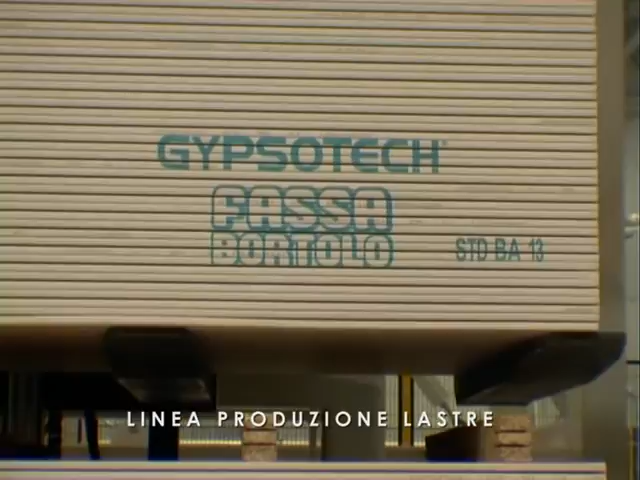 GYPSOTECH®
FASSA
BORTOLO
STD BA 13
LINEA PRODUZIONE LASTRE